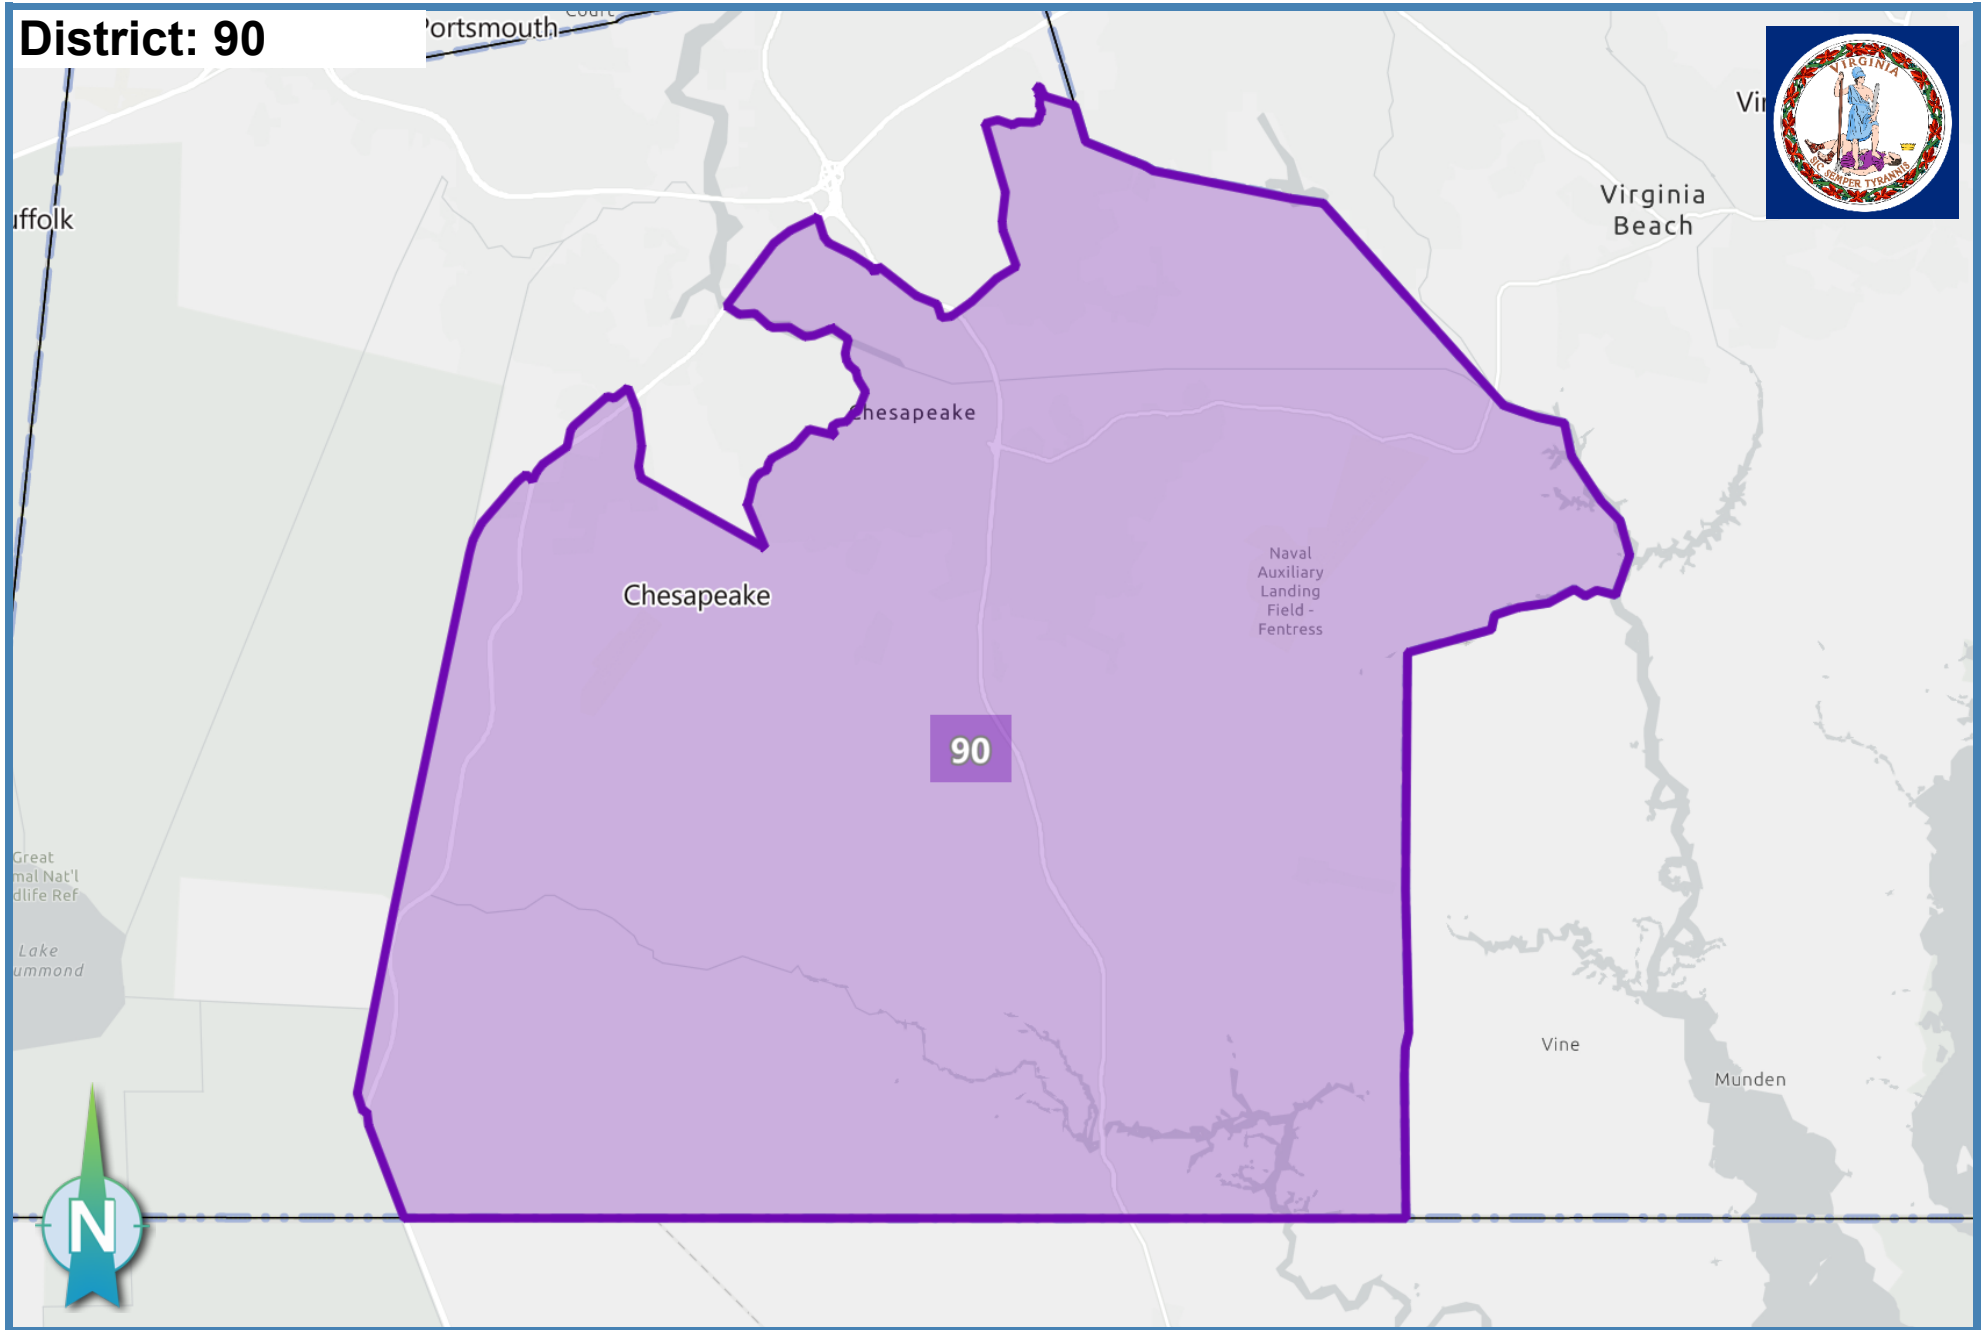 District: 90
Court
Portsmouth
VIRGINIA
SIC SEMPER TYRANNIS
Vir
Virginia
Beach
uffolk
Chesapeake
Naval
Auxiliary
Landing
Field -
Fentress
Chesapeake
90
Great
mal Nat'l
dlife Ref
Lake
ummond
Vine
Munden
N